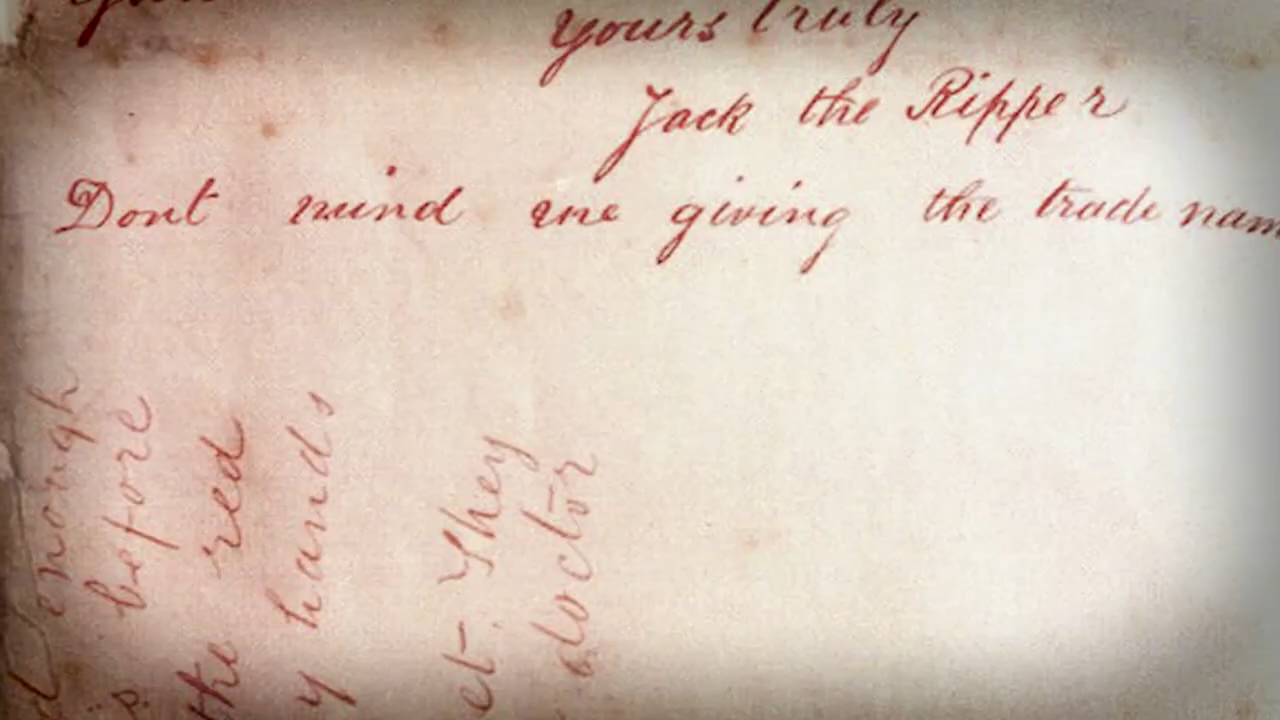 yours truly
Jack the Ripper
Dont mind me giving the trade nam
enough
before
the red
y hands
et. They
doctor